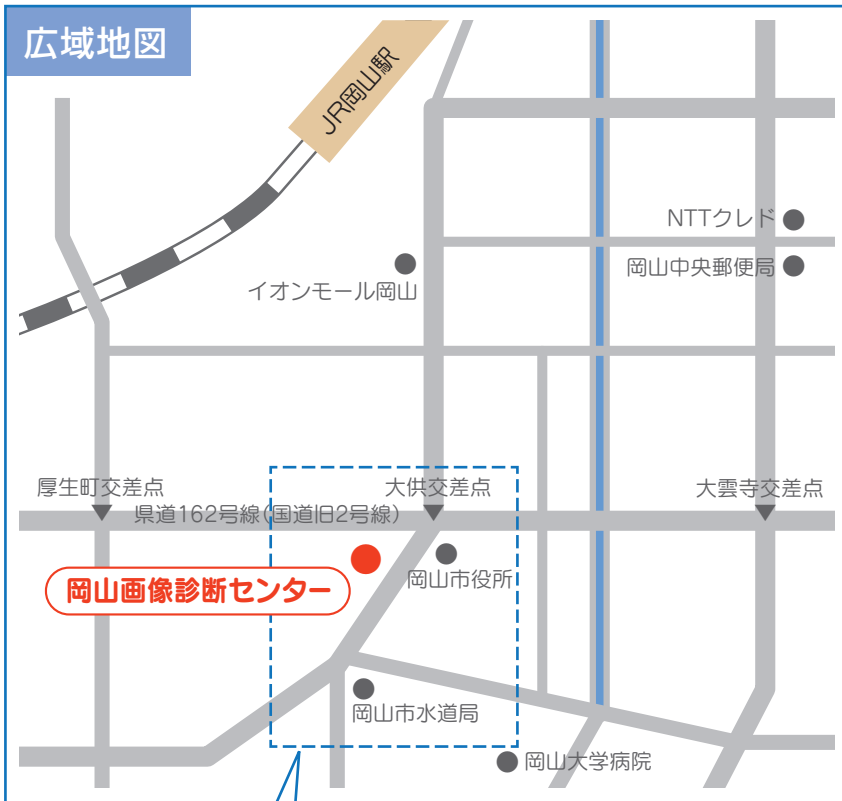 広域地図
JR岡山駅
NTTクレド
岡山中央郵便局
イオンモール岡山
厚生町交差点
大供交差点
大雲寺交差点
県道162号線(国道旧2号線)
岡山画像診断センター
岡山市役所
岡山市水道局
岡山大学病院